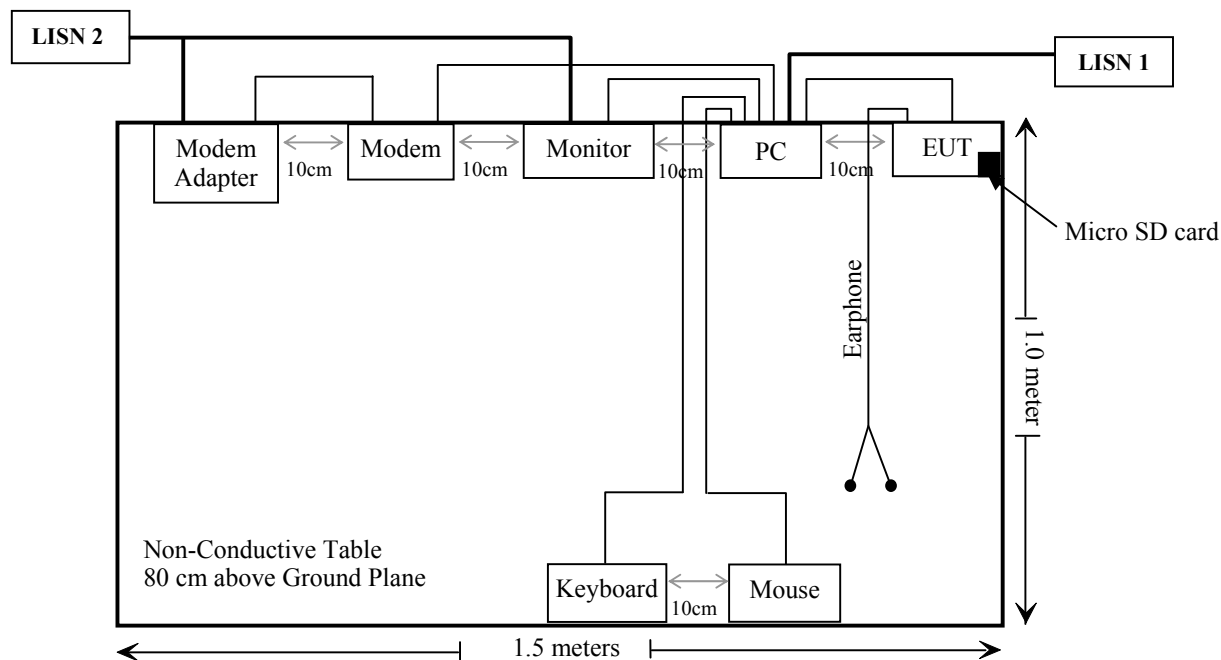 LISN 2
LISN 1
Modem
Adapter
Modem
Monitor
PC
EUT
10cm
10cm
10cm
10cm
Micro SD card
Earphone
1.0 meter
Non-Conductive Table
80 cm above Ground Plane
Keyboard
Mouse
10cm
1.5 meters